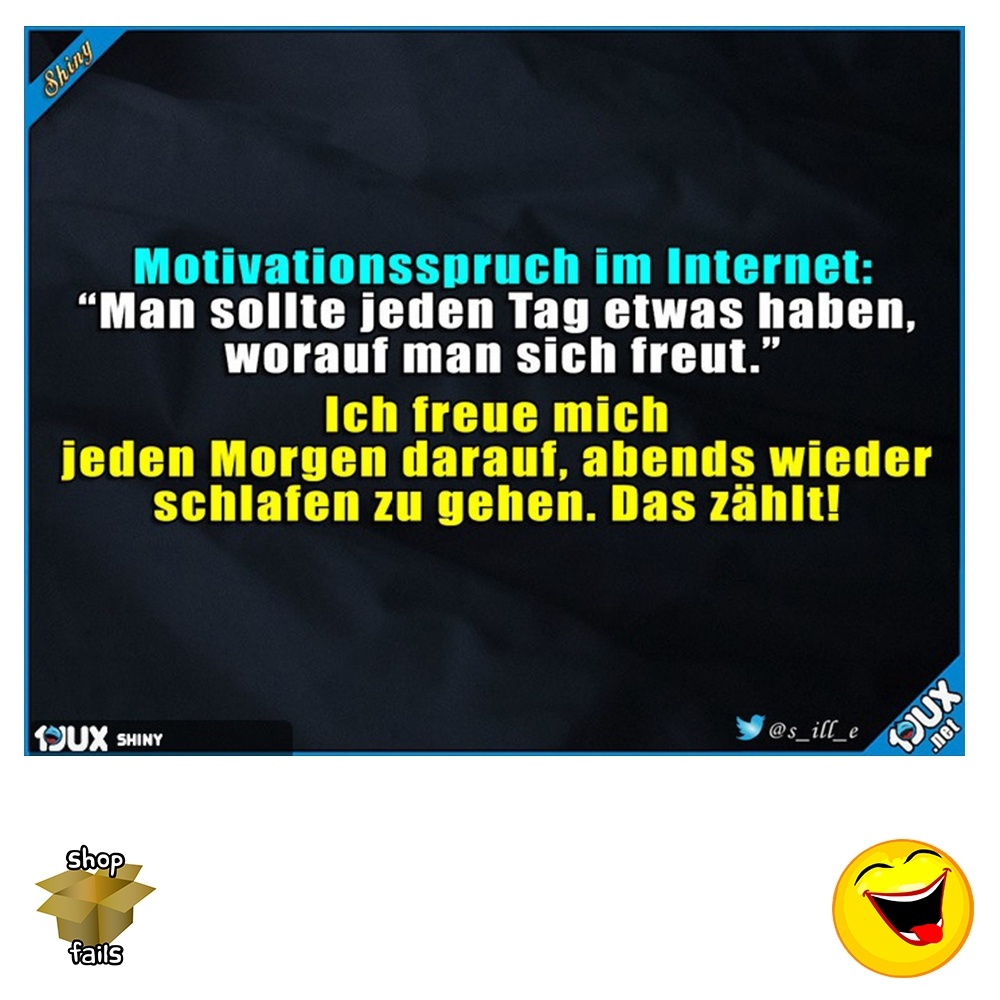 Shiny
Motivationsspruch im Internet:
“Man sollte jeden Tag etwas haben,
worauf man sich freut.”
Ich freue mich
jeden Morgen darauf, abends wieder
schlafen zu gehen. Das zählt!
1JUX SHINY
@s_ill_e
1JUX
.net
shop
fails